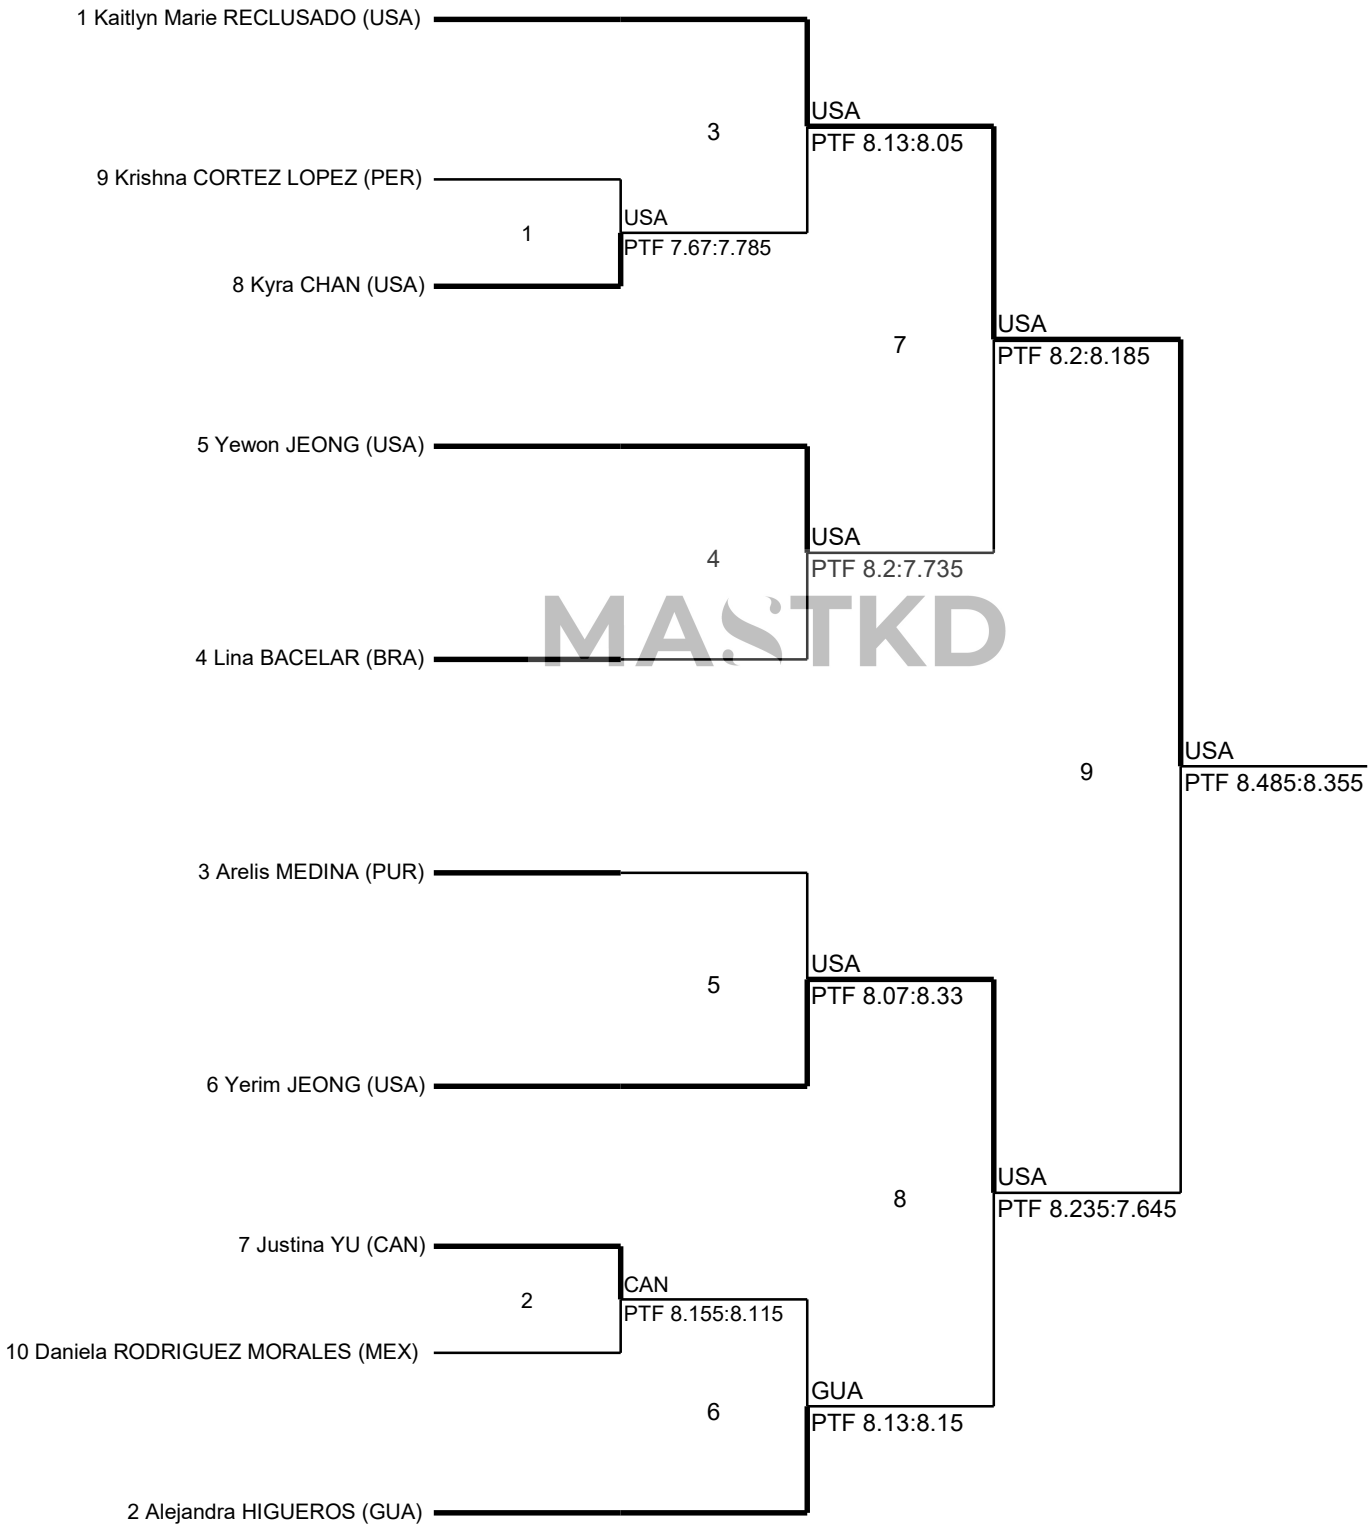 1 Kaitlyn Marie RECLUSADO (USA)
USA
3
PTF 8.13:8.05
9 Krishna CORTEZ LOPEZ (PER)
USA
1
PTF 7.67:7.785
8 Kyra CHAN (USA)
USA
7
PTF 8.2:8.185
5 Yewon JEONG (USA)
USA
4
PTF 8.2:7.735
MASTKD
4 Lina BACELAR (BRA)
USA
9
PTF 8.485:8.355
3 Arelis MEDINA (PUR)
USA
5
PTF 8.07:8.33
6 Yerim JEONG (USA)
USA
8
PTF 8.235:7.645
7 Justina YU (CAN)
CAN
2
PTF 8.155:8.115
10 Daniela RODRIGUEZ MORALES (MEX)
GUA
6
PTF 8.13:8.15
2 Alejandra HIGUEROS (GUA)